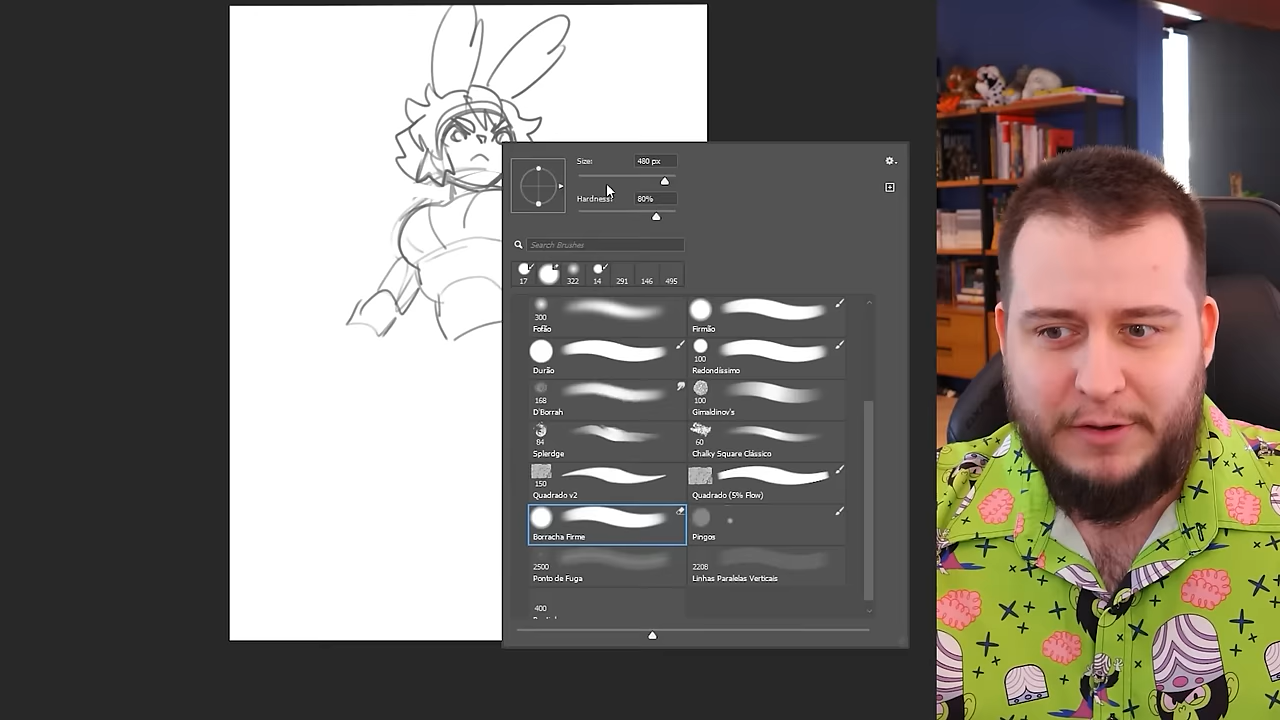 Size: 480 px
Hardness: 80%
Search Brushes
17 322 14 291 146 495
300
Fofão Firmão
100
Durão Redondíssimo
168 100
D'Borrah Gimaldinov's
84 60
Splerdge Chalky Square Clássico
150
Quadrado v2 Quadrado (5% Flow)
Borracha Firme Pingos
2500 2208
Ponto de Fuga Linhas Paralelas Verticais
400